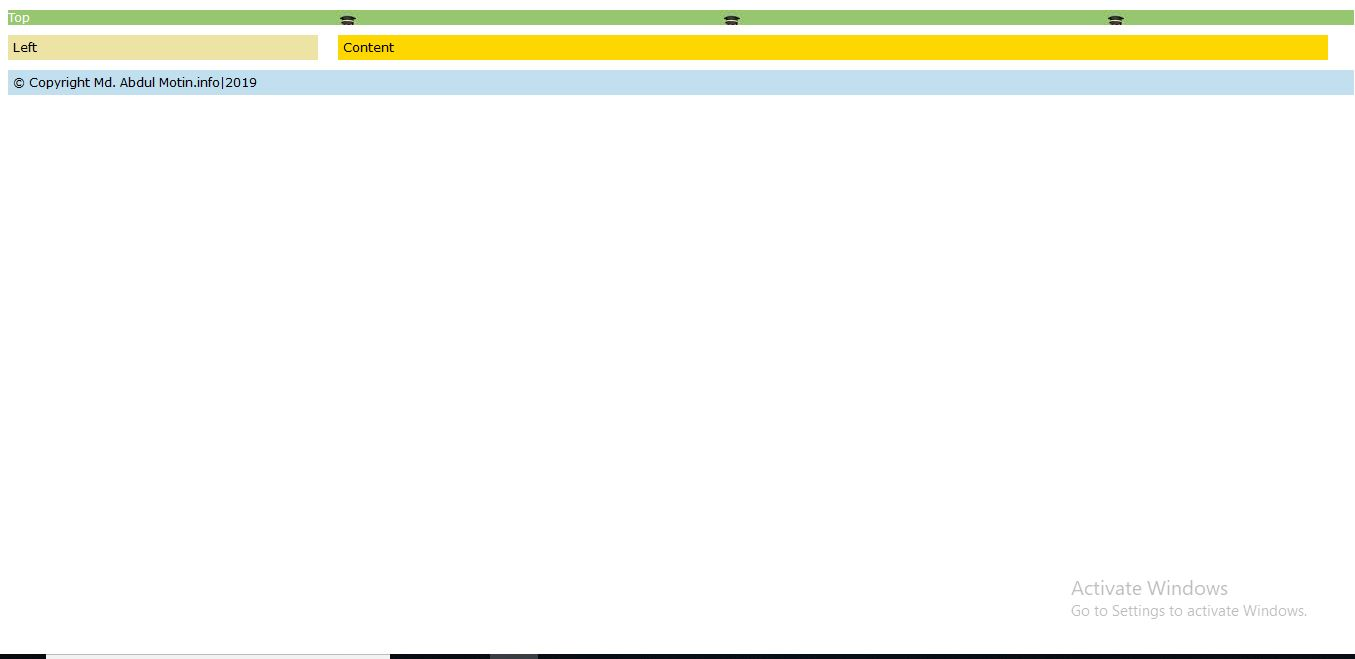 Top
Left
Content
© Copyright Md. Abdul Motin.info|2019
Activate Windows
Go to Settings to activate Windows.